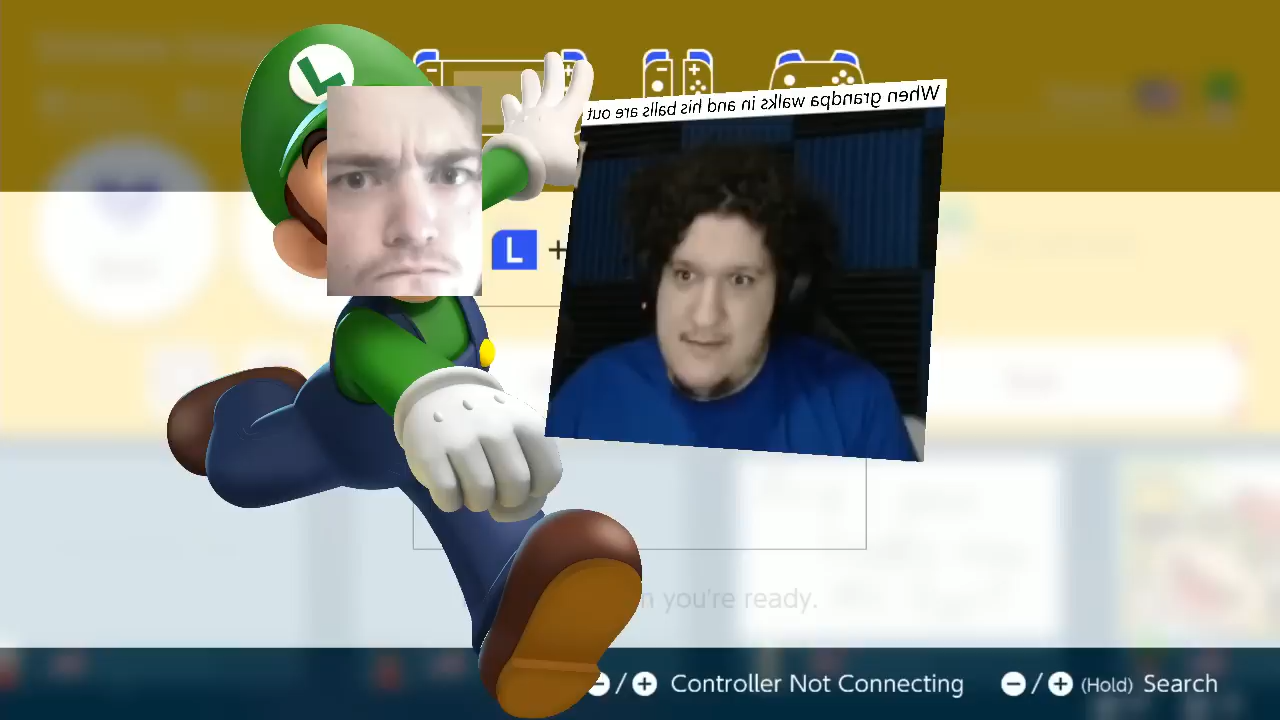 L
When grandpa walks in and his balls are out
L +
you're ready.
/ Controller Not Connecting / (Hold) Search